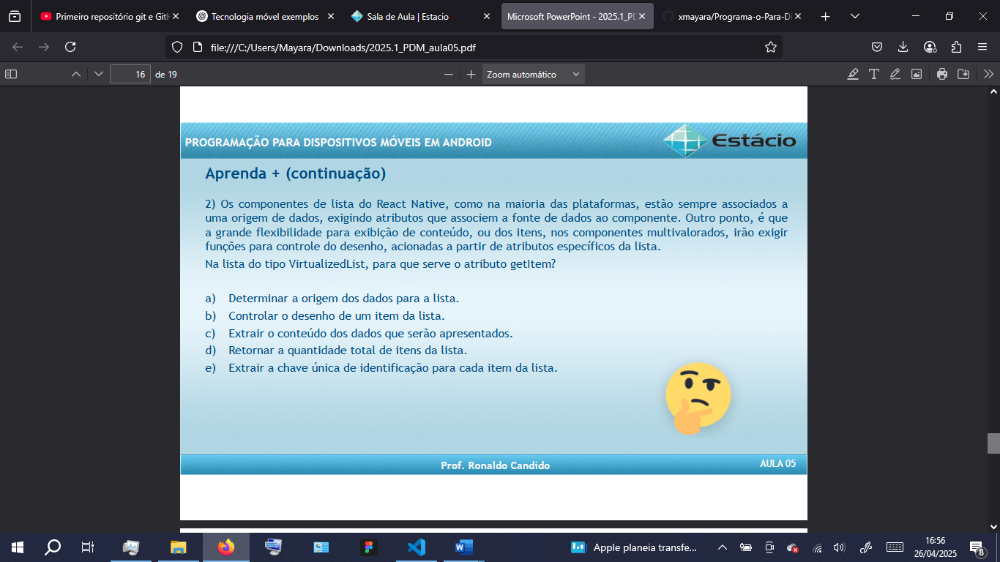 Primeiro repositório git e GitH
Tecnologia móvel exemplos
Sala de Aula | Estacio
Microsoft PowerPoint - 2025.1_PD
xmayara/Programa-o-Para-Di
file:///C:/Users/Mayara/Downloads/2025.1_PDM_aula05.pdf
16 de 19
Zoom automático
PROGRAMAÇÃO PARA DISPOSITIVOS MÓVEIS EM ANDROID
Estácio
Aprenda + (continuação)
2) Os componentes de lista do React Native, como na maioria das plataformas, estão sempre associados a
uma origem de dados, exigindo atributos que associem a fonte de dados ao componente. Outro ponto, é que
a grande flexibilidade para exibição de conteúdo, ou dos itens, nos componentes multivalorados, irão exigir
funções para controle do desenho, acionadas a partir de atributos específicos da lista.
Na lista do tipo VirtualizedList, para que serve o atributo getItem?
a) Determinar a origem dos dados para a lista.
b) Controlar o desenho de um item da lista.
c) Extrair o conteúdo dos dados que serão apresentados.
d) Retornar a quantidade total de itens da lista.
e) Extrair a chave única de identificação para cada item da lista.
Prof. Ronaldo Candido
AULA 05
Apple planeia transfe...
16:56
26/04/2025
8